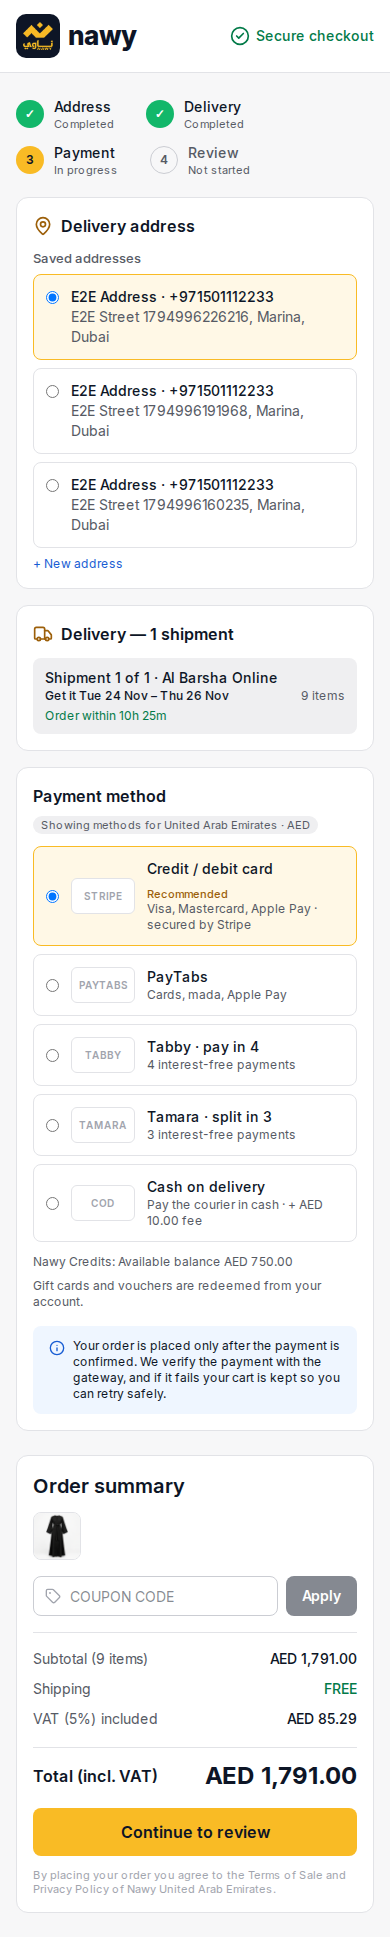 نـــاوي
NAWY
nawy
Secure checkout
Address
Completed
Delivery
Completed
3
Payment
In progress
4
Review
Not started
Delivery address
Saved addresses
E2E Address · +971501112233
E2E Street 1794996226216, Marina,
Dubai
E2E Address · +971501112233
E2E Street 1794996191968, Marina,
Dubai
E2E Address · +971501112233
E2E Street 1794996160235, Marina,
Dubai
+ New address
Delivery — 1 shipment
Shipment 1 of 1 · Al Barsha Online
Get it Tue 24 Nov – Thu 26 Nov
9 items
Order within 10h 25m
Payment method
Showing methods for United Arab Emirates · AED
STRIPE
Credit / debit card
Recommended
Visa, Mastercard, Apple Pay ·
secured by Stripe
PAYTABS
PayTabs
Cards, mada, Apple Pay
TABBY
Tabby · pay in 4
4 interest-free payments
TAMARA
Tamara · split in 3
3 interest-free payments
COD
Cash on delivery
Pay the courier in cash · + AED
10.00 fee
Nawy Credits: Available balance AED 750.00
Gift cards and vouchers are redeemed from your
account.
Your order is placed only after the payment is
confirmed. We verify the payment with the
gateway, and if it fails your cart is kept so you
can retry safely.
Order summary
COUPON CODE
Apply
Subtotal (9 items)
AED 1,791.00
Shipping
FREE
VAT (5%) included
AED 85.29
Total (incl. VAT)
AED 1,791.00
Continue to review
By placing your order you agree to the Terms of Sale and
Privacy Policy of Nawy United Arab Emirates.